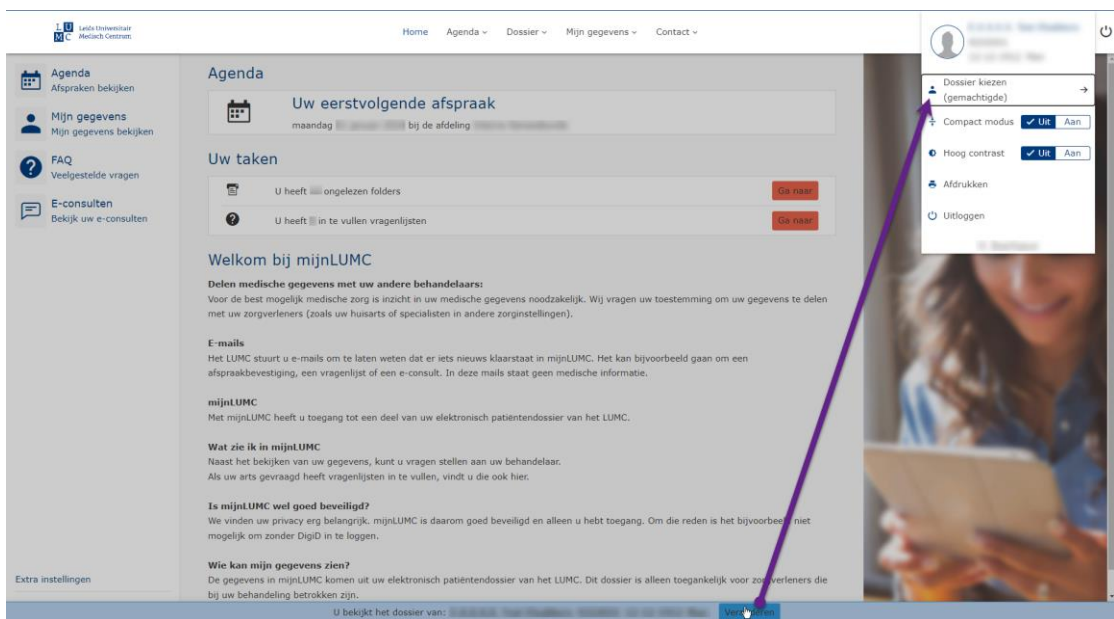 LUMC
Leids Universitair
Medisch Centrum
Home Agenda Dossier Mijn gegevens Contact
Dossier kiezen
(gemachtigde)
Compact modus Uit Aan
Hoog contrast Uit Aan
Afdrukken
Uitloggen
Agenda
Afspraken bekijken
Mijn gegevens
Mijn gegevens bekijken
FAQ
Veelgestelde vragen
E-consulten
Bekijk uw e-consulten
Extra instellingen
Agenda
Uw eerstvolgende afspraak
maandag bij de afdeling
Uw taken
U heeft ongelezen folders Ga naar
U heeft in te vullen vragenlijsten Ga naar
Welkom bij mijnLUMC
Delen medische gegevens met uw andere behandelaars:
Voor de best mogelijk medische zorg is inzicht in uw medische gegevens noodzakelijk. Wij vragen uw toestemming om uw gegevens te delen
met uw zorgverleners (zoals uw huisarts of specialisten in andere zorginstellingen).
E-mails
Het LUMC stuurt u e-mails om te laten weten dat er iets nieuws klaarstaat in mijnLUMC. Het kan bijvoorbeeld gaan om een
afspraakbevestiging, een vragenlijst of een e-consult. In deze mails staat geen medische informatie.
mijnLUMC
Met mijnLUMC heeft u toegang tot een deel van uw elektronisch patiëntendossier van het LUMC.
Wat zie ik in mijnLUMC
Naast het bekijken van uw gegevens, kunt u vragen stellen aan uw behandelaar.
Als uw arts gevraagd heeft vragenlijsten in te vullen, vindt u die ook hier.
Is mijnLUMC wel goed beveiligd?
We vinden uw privacy erg belangrijk. mijnLUMC is daarom goed beveiligd en alleen u hebt toegang. Om die reden is het bijvoorbeeld niet
mogelijk om zonder DigiD in te loggen.
Wie kan mijn gegevens zien?
De gegevens in mijnLUMC komen uit uw elektronisch patiëntendossier van het LUMC. Dit dossier is alleen toegankelijk voor zorgverleners die
bij uw behandeling betrokken zijn.
U bekijkt het dossier van: